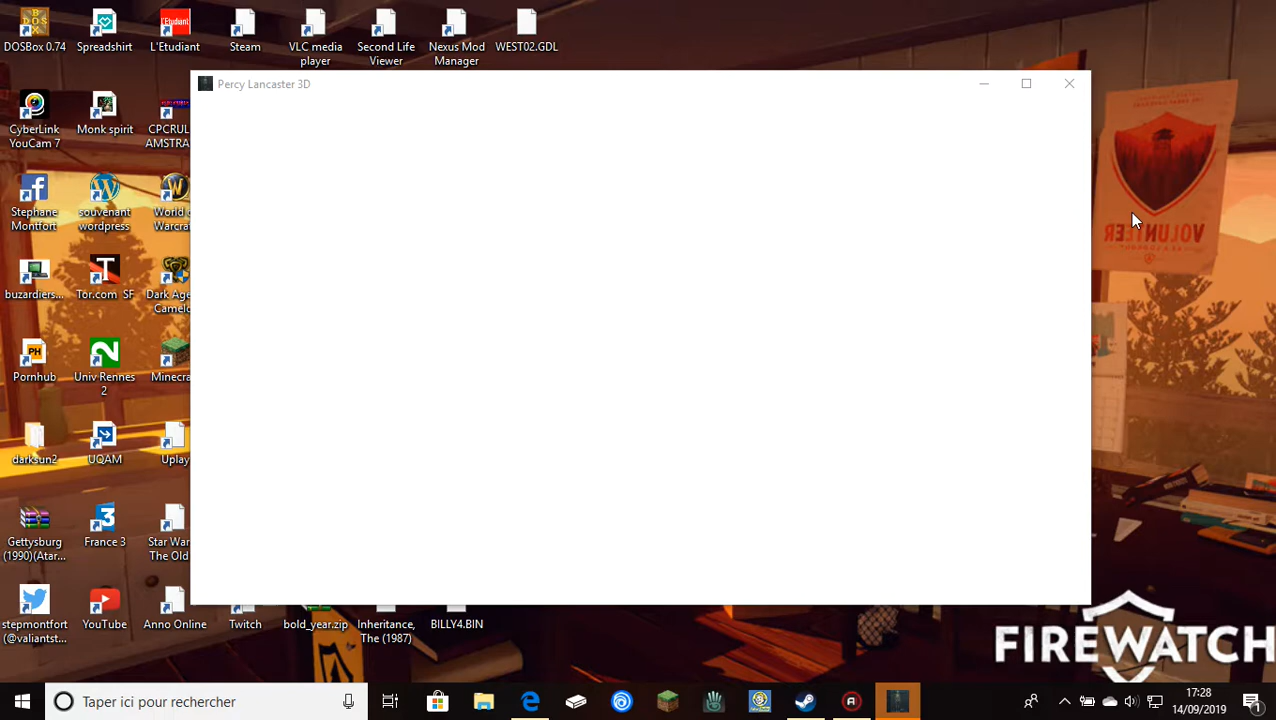 DOSBox 0.74
Spreadshirt
L'Etudiant
Steam
VLC media
player
Second Life
Viewer
Nexus Mod
Manager
WEST02.GDL
Percy Lancaster 3D
CyberLink
YouCam 7
Monk spirit
CPCRUL
AMSTRA
Stephane
Montfort
souvenant
wordpress
World o
Warcra
VOLUNTEER
buzardiers...
Tor.com SF
Dark Age
Camelo
Pornhub
Univ Rennes
2
Minecra
darksun2
UQAM
Uplay
Gettysburg
(1990)(Atar...
France 3
Star War
The Old
stepmontfort
(@valiantst...
YouTube
Anno Online
Twitch
bold_year.zip
Inheritance,
The (1987)
BILLY4.BIN
FIREWATCH
Taper ici pour rechercher
17:28
14/09/2019
1